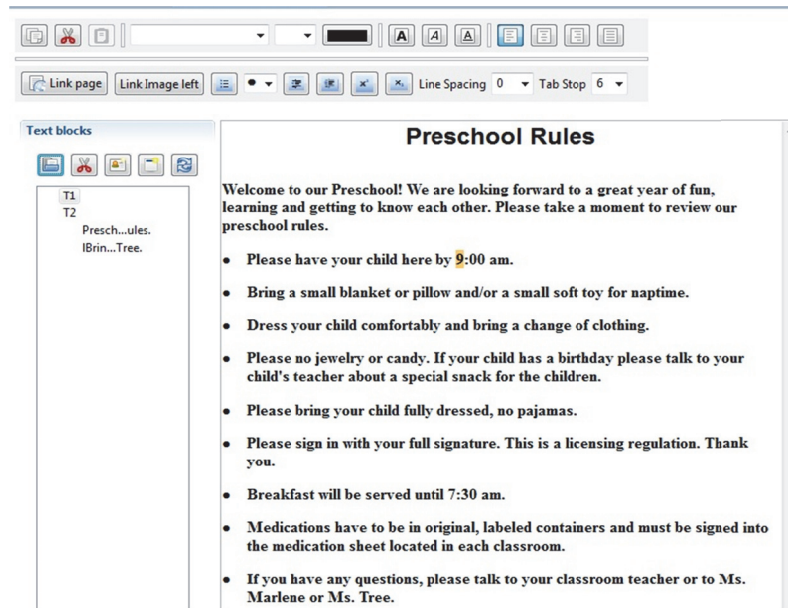 A A A
Link page Link Image left x² x₂ Line Spacing 0 Tab Stop 6
Text blocks
T1
T2
Presch...ules.
IBrin...Tree.
Preschool Rules
Welcome to our Preschool! We are looking forward to a great year of fun,
learning and getting to know each other. Please take a moment to review our
preschool rules.
● Please have your child here by 9:00 am.
● Bring a small blanket or pillow and/or a small soft toy for naptime.
● Dress your child comfortably and bring a change of clothing.
● Please no jewelry or candy. If your child has a birthday please talk to your
child's teacher about a special snack for the children.
● Please bring your child fully dressed, no pajamas.
● Please sign in with your full signature. This is a licensing regulation. Thank
you.
● Breakfast will be served until 7:30 am.
● Medications have to be in original, labeled containers and must be signed into
the medication sheet located in each classroom.
● If you have any questions, please talk to your classroom teacher or to Ms.
Marlene or Ms. Tree.